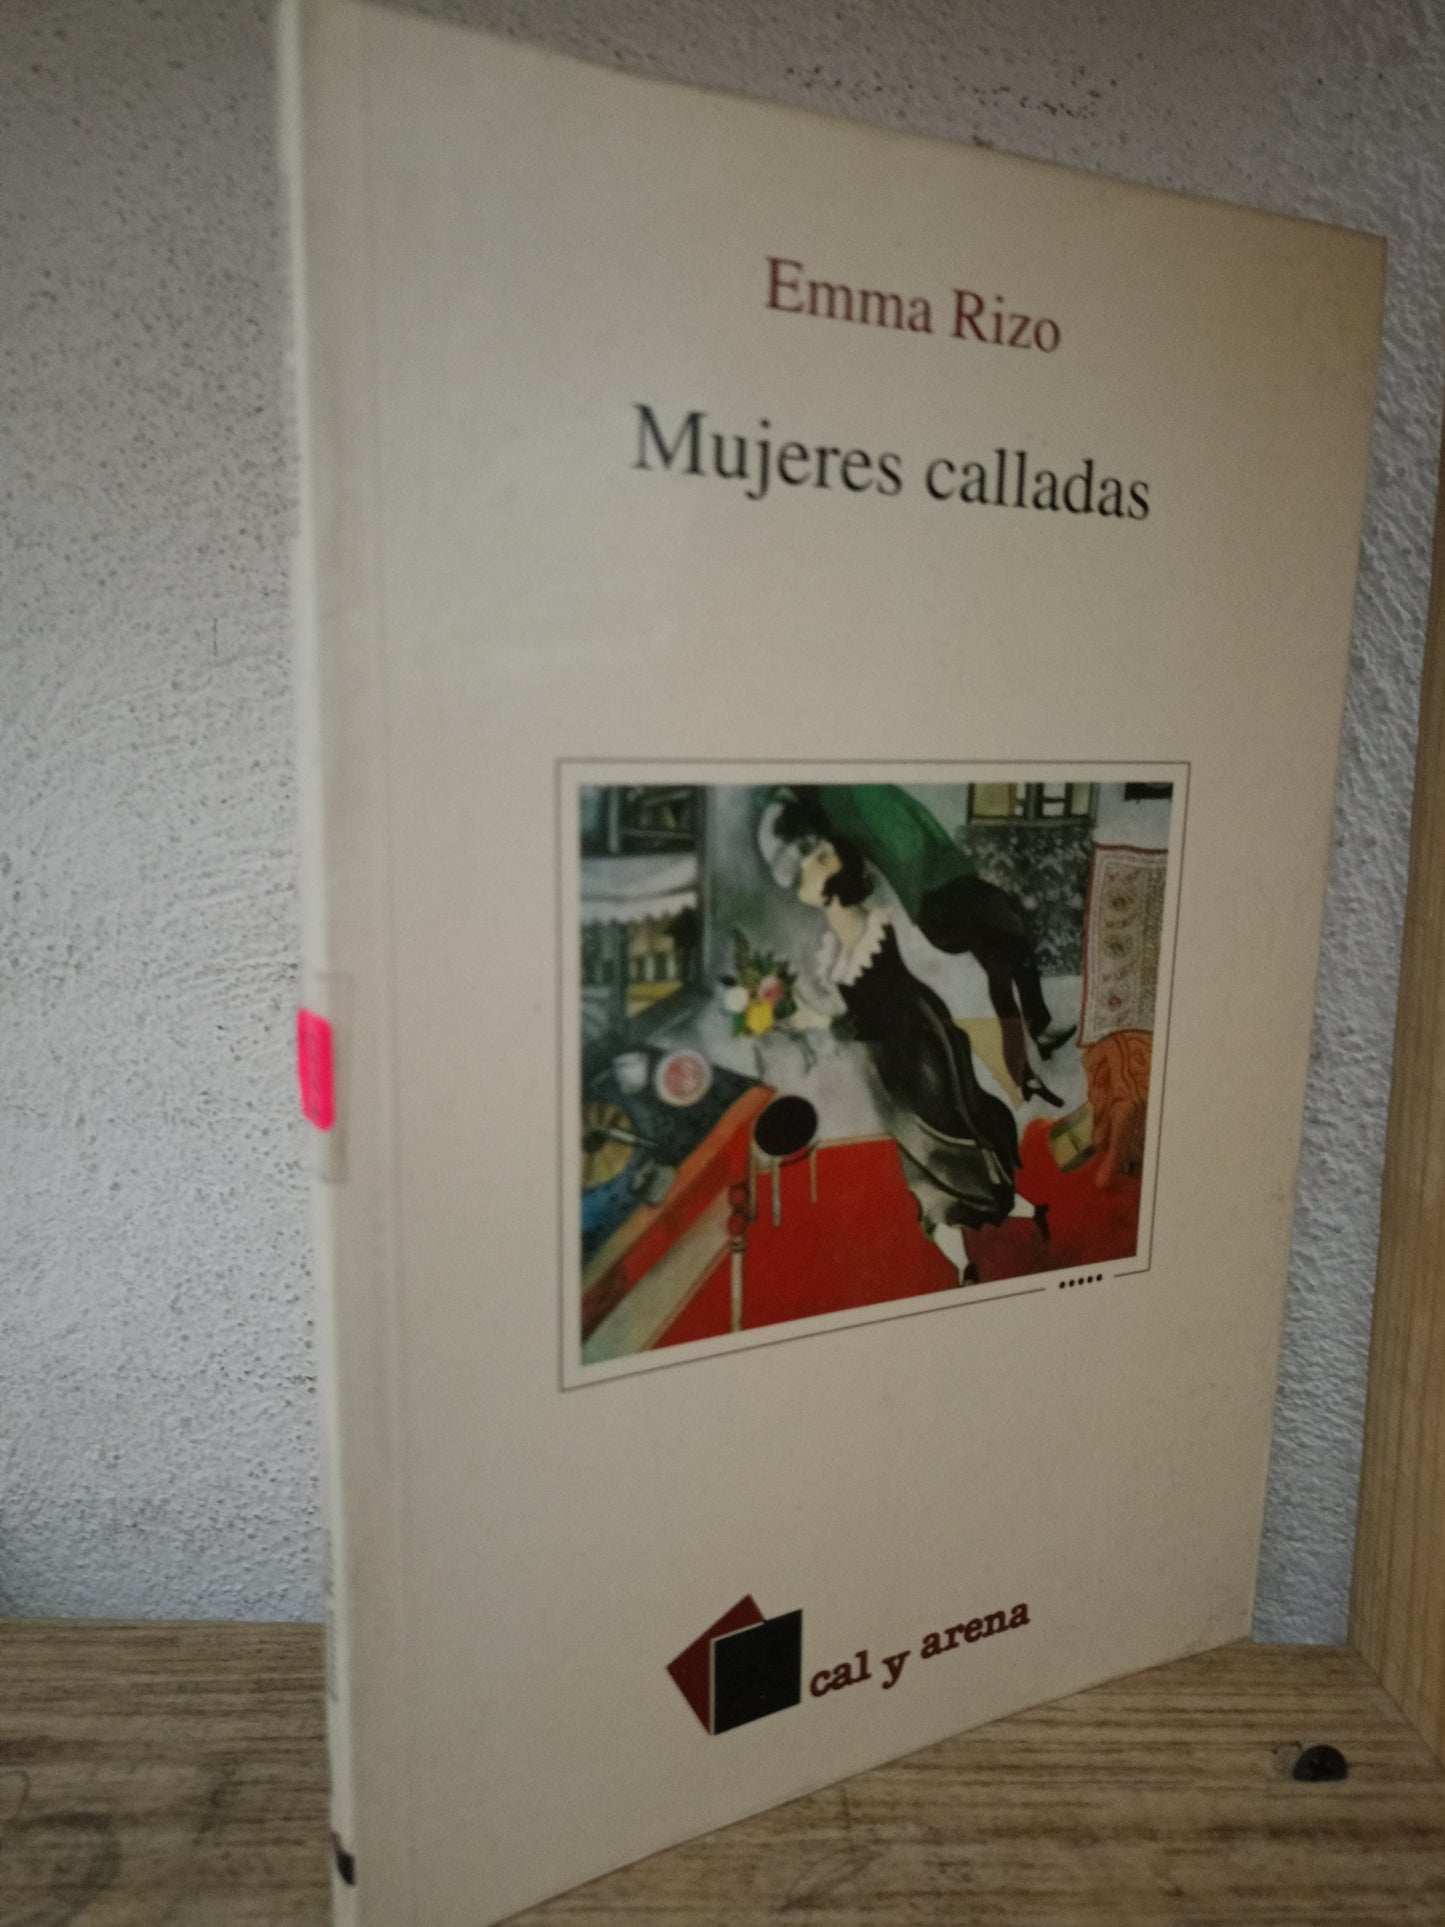 Emma Rizo
Mujeres calladas
cal y arena